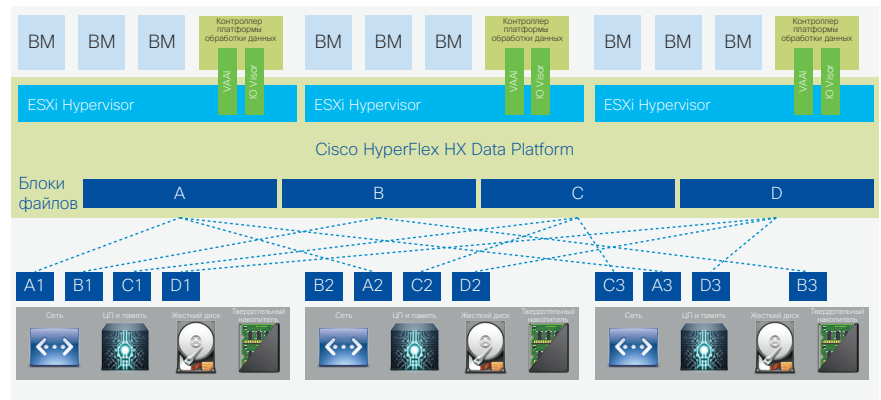 ВМ ВМ ВМ
Контроллер
платформы
обработки данных
ВМ ВМ ВМ
Контроллер
платформы
обработки данных
ВМ ВМ ВМ
Контроллер
платформы
обработки данных
VAAI
IO Visor
VAAI
IO Visor
VAAI
IO Visor
ESXi Hypervisor
ESXi Hypervisor
ESXi Hypervisor
Cisco HyperFlex HX Data Platform
Блоки
файлов
A B C D
A1 B1 C1 D1 B2 A2 C2 D2 C3 A3 D3 B3
Сеть
ЦП и память
Жесткий диск
Твердотельный
накопитель
Сеть
ЦП и память
Жесткий диск
Твердотельный
накопитель
Сеть
ЦП и память
Жесткий диск
Твердотельный
накопитель